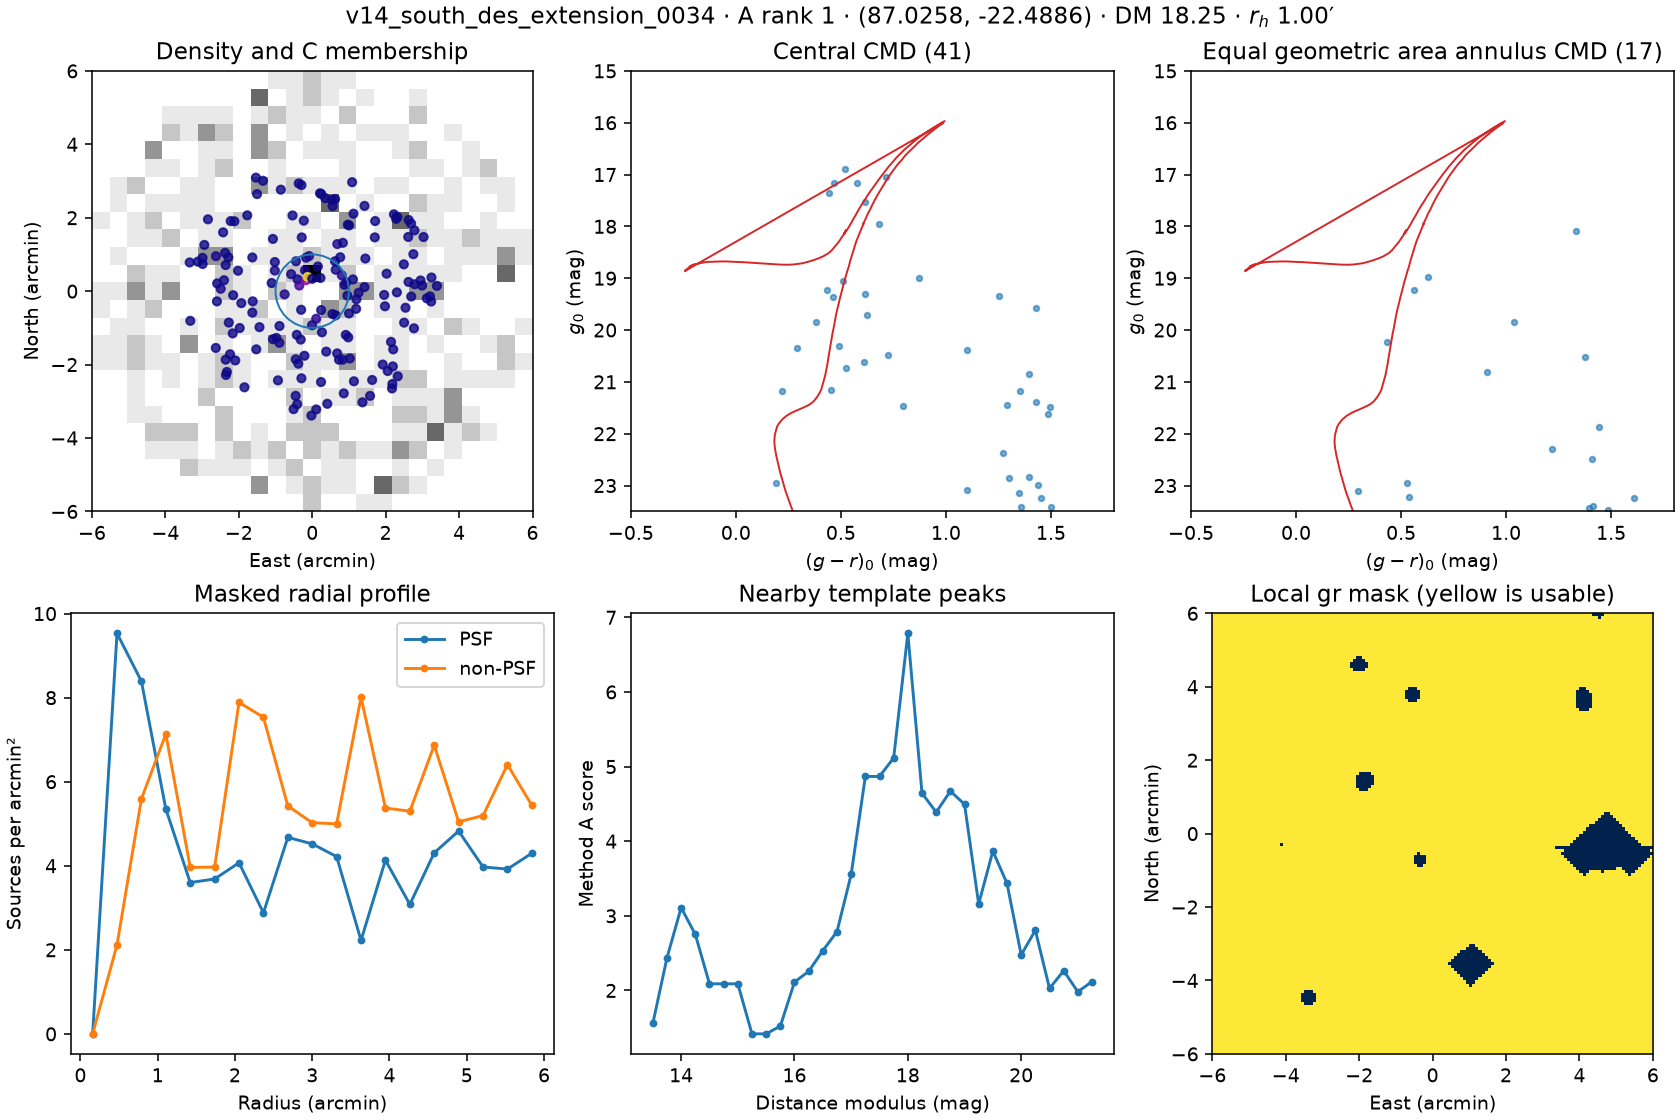 v14_south_des_extension_0034 · A rank 1 · (87.0258, -22.4886) · DM 18.25 · r_h 1.00′
Density and C membership
6
4
2
0
−2
−4
−6
North (arcmin)
−6 −4 −2 0 2 4 6
East (arcmin)
Central CMD (41)
15
16
17
18
19
20
21
22
23
g₀ (mag)
−0.5 0.0 0.5 1.0 1.5
(g − r)₀ (mag)
Equal geometric area annulus CMD (17)
15
16
17
18
19
20
21
22
23
g₀ (mag)
−0.5 0.0 0.5 1.0 1.5
(g − r)₀ (mag)
Masked radial profile
10
8
6
4
2
0
Sources per arcmin²
PSF
non-PSF
0 1 2 3 4 5 6
Radius (arcmin)
Nearby template peaks
7
6
5
4
3
2
Method A score
14 16 18 20
Distance modulus (mag)
Local gr mask (yellow is usable)
6
4
2
0
−2
−4
−6
North (arcmin)
−6 −4 −2 0 2 4 6
East (arcmin)